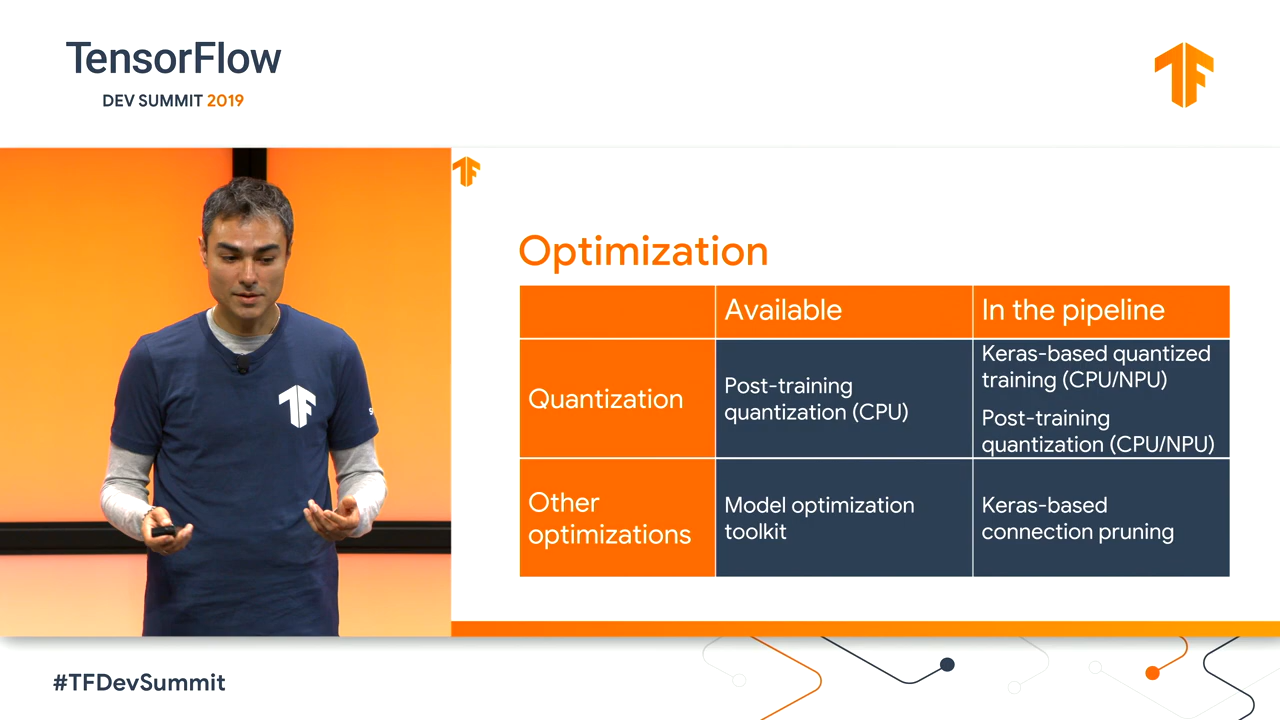 TensorFlow
DEV SUMMIT 2019
Optimization
Available
In the pipeline
Quantization
Post-training
quantization (CPU)
Keras-based quantized
training (CPU/NPU)
Post-training
quantization (CPU/NPU)
Other
optimizations
Model optimization
toolkit
Keras-based
connection pruning
#TFDevSummit